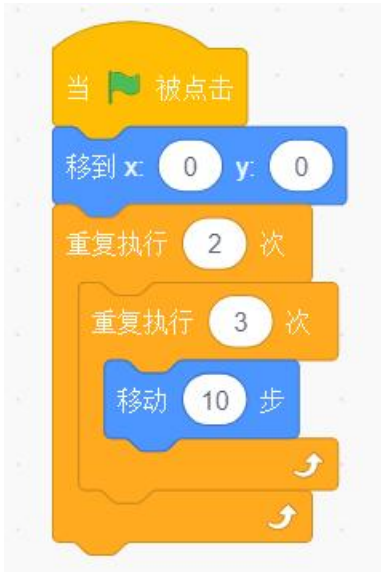 当 被点击
移到 x: 0 y: 0
重复执行 2 次
重复执行 3 次
移动 10 步